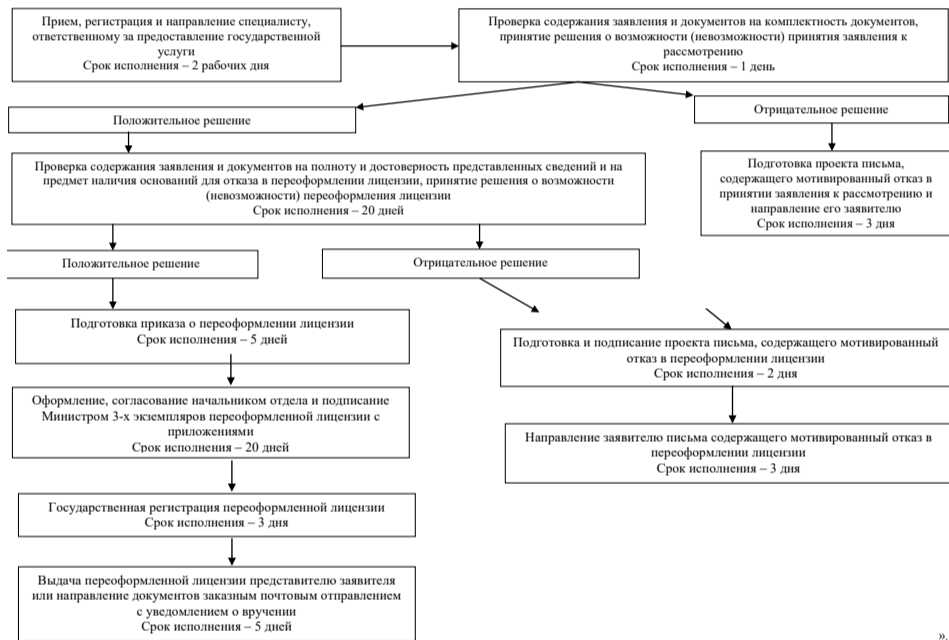 Прием, регистрация и направление специалисту,
ответственному за предоставление государственной
услуги
Срок исполнения – 2 рабочих дня
Проверка содержания заявления и документов на комплектность документов,
принятие решения о возможности (невозможности) принятия заявления к
рассмотрению
Срок исполнения – 1 день
Положительное решение
Отрицательное решение
Проверка содержания заявления и документов на полноту и достоверность представленных сведений и на
предмет наличия оснований для отказа в переоформлении лицензии, принятие решения о возможности
(невозможности) переоформления лицензии
Срок исполнения – 20 дней
Подготовка проекта письма,
содержащего мотивированный отказ в
принятии заявления к рассмотрению и
направление его заявителю
Срок исполнения – 3 дня
Положительное решение
Отрицательное решение
Подготовка приказа о переоформлении лицензии
Срок исполнения – 5 дней
Подготовка и подписание проекта письма, содержащего мотивированный
отказ в переоформлении лицензии
Срок исполнения – 2 дня
Оформление, согласование начальником отдела и подписание
Министром 3-х экземпляров переоформленной лицензии с
приложениями
Срок исполнения – 20 дней
Направление заявителю письма содержащего мотивированный отказ в
переоформлении лицензии
Срок исполнения – 3 дня
Государственная регистрация переоформленной лицензии
Срок исполнения – 3 дня
Выдача переоформленной лицензии представителю заявителя
или направление документов заказным почтовым отправлением
с уведомлением о вручении
Срок исполнения – 5 дней
».